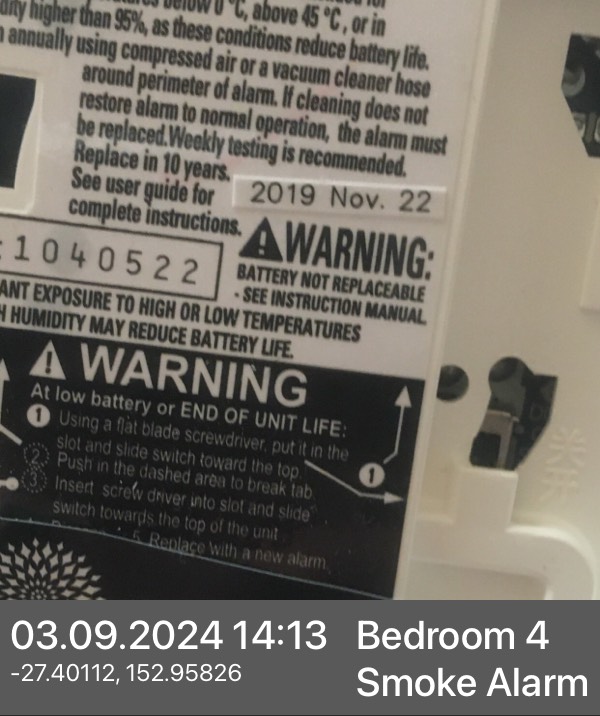 below 0 °C, above 45 °C, or in
higher than 95%, as these conditions reduce battery life.
annually using compressed air or a vacuum cleaner hose
around perimeter of alarm. If cleaning does not
restore alarm to normal operation, the alarm must
be replaced.Weekly testing is recommended.
Replace in 10 years.
See user guide for
complete instructions.
2019 Nov. 22
:1040522
WARNING:
BATTERY NOT REPLACEABLE
- SEE INSTRUCTION MANUAL
EXPOSURE TO HIGH OR LOW TEMPERATURES
HUMIDITY MAY REDUCE BATTERY LIFE.
WARNING
At low battery or END OF UNIT LIFE:
1 Using a flat blade screwdriver, put it in the
slot and slide switch toward the top
2 Push in the dashed area to break tab
3 Insert screw driver into slot and slide
switch towards the top of the unit
5. Replace with a new alarm.
1
03.09.2024 14:13
-27.40112, 152.95826
Bedroom 4
Smoke Alarm